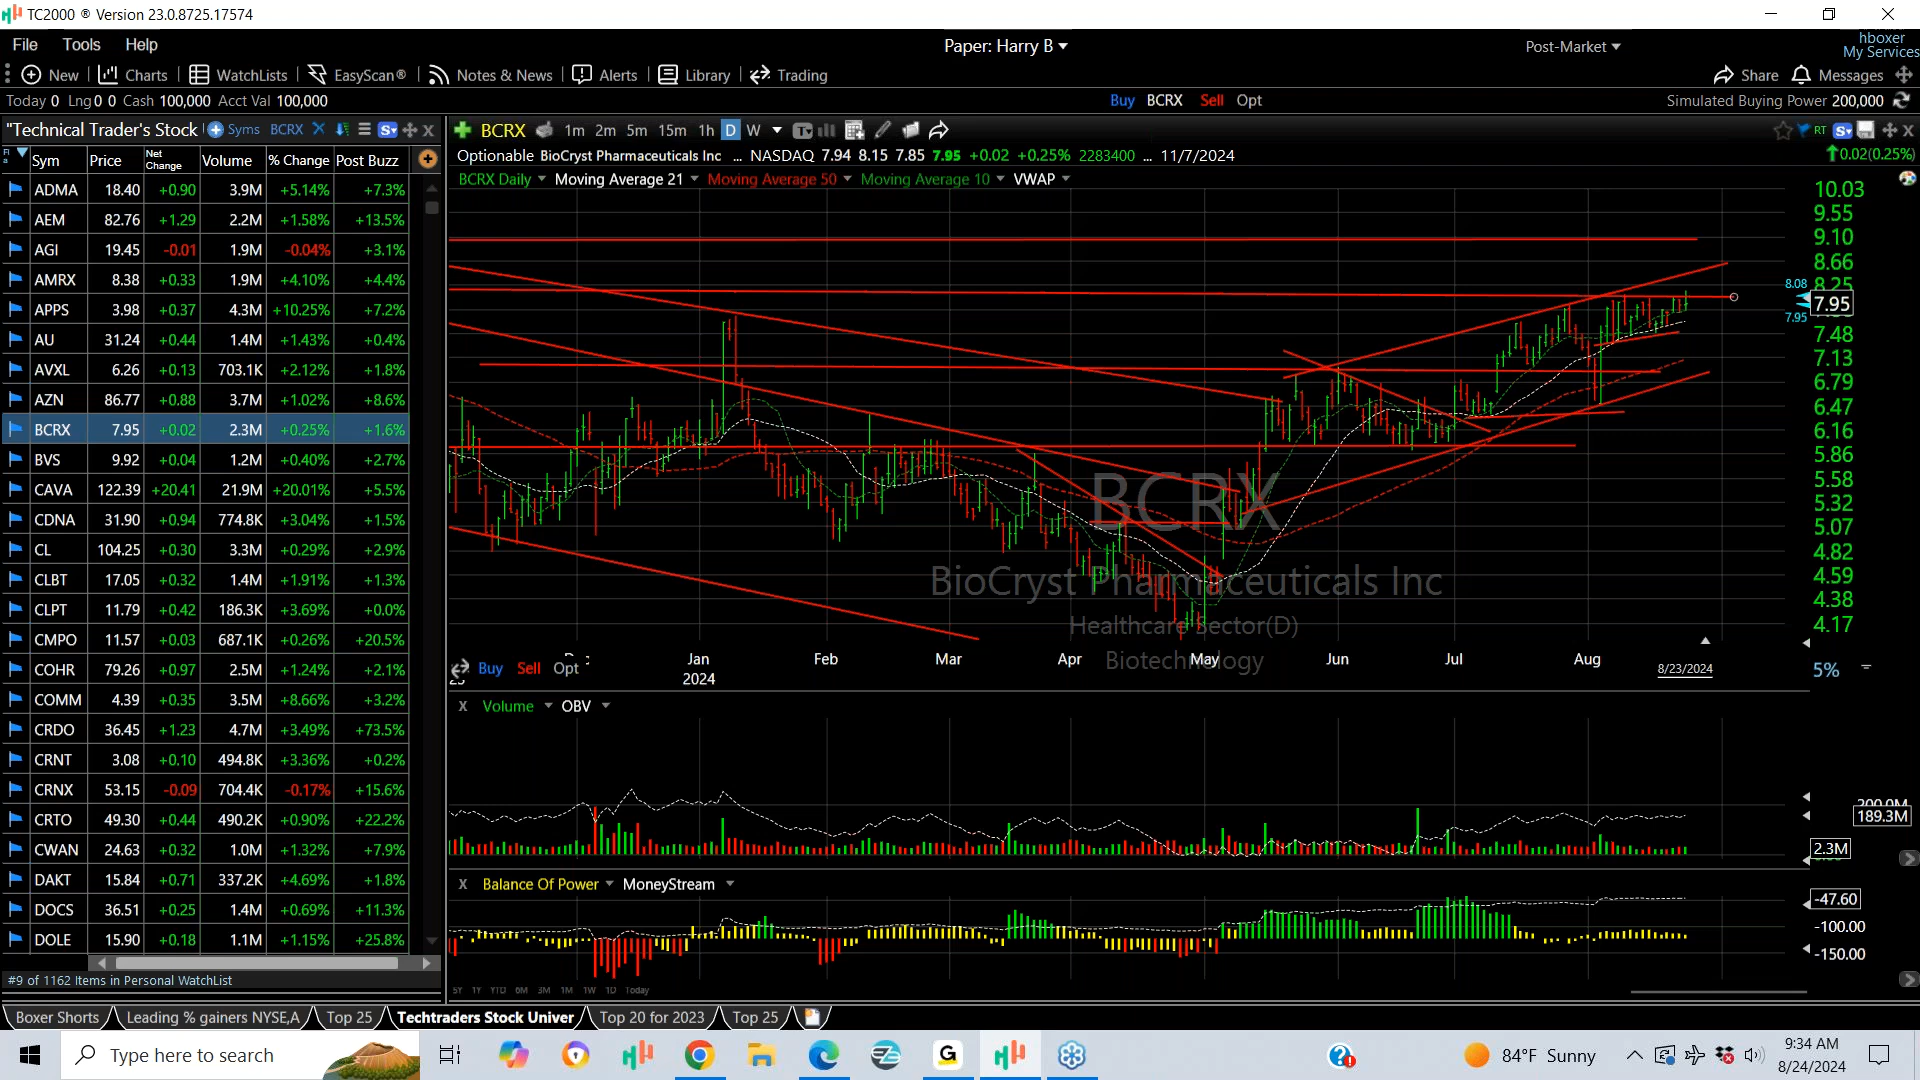 TC2000 ® Version 23.0.8725.17574
File Tools Help
Paper: Harry B
Post-Market
hboxer
My Services
New Charts WatchLists EasyScan® Notes & News Alerts Library Trading
Share Messages
Today 0 Lng 0 0 Cash 100,000 Acct Val 100,000
Buy BCRX Sell Opt
Simulated Buying Power 200,000
"Technical Trader's Stock Syms BCRX
Sym Price Net Change Volume % Change Post Buzz
ADMA 18.40 +0.90 3.9M +5.14% +7.3%
AEM 82.76 +1.29 2.2M +1.58% +13.5%
AGI 19.45 -0.01 1.9M -0.04% +3.1%
AMRX 8.38 +0.33 1.9M +4.10% +4.4%
APPS 3.98 +0.37 4.3M +10.25% +7.2%
AU 31.24 +0.44 1.4M +1.43% +0.4%
AVXL 6.26 +0.13 703.1K +2.12% +1.8%
AZN 86.77 +0.88 3.7M +1.02% +8.6%
BCRX 7.95 +0.02 2.3M +0.25% +1.6%
BVS 9.92 +0.04 1.2M +0.40% +2.7%
CAVA 122.39 +20.41 21.9M +20.01% +5.5%
CDNA 31.90 +0.94 774.8K +3.04% +1.5%
CL 104.25 +0.30 3.3M +0.29% +2.9%
CLBT 17.05 +0.32 1.4M +1.91% +1.3%
CLPT 11.79 +0.42 186.3K +3.69% +0.0%
CMPO 11.57 +0.03 687.1K +0.26% +20.5%
COHR 79.26 +0.97 2.5M +1.24% +2.1%
COMM 4.39 +0.35 3.5M +8.66% +3.2%
CRDO 36.45 +1.23 4.7M +3.49% +73.5%
CRNT 3.08 +0.10 494.8K +3.36% +0.2%
CRNX 53.15 -0.09 704.4K -0.17% +15.6%
CRTO 49.30 +0.44 490.2K +0.90% +22.2%
CWAN 24.63 +0.32 1.0M +1.32% +7.9%
DAKT 15.84 +0.71 337.2K +4.69% +1.8%
DOCS 36.51 +0.25 1.4M +0.69% +11.3%
DOLE 15.90 +0.18 1.1M +1.15% +25.8%
#9 of 1162 Items in Personal WatchList
BCRX 1m 2m 5m 15m 1h D W
RT
Optionable BioCryst Pharmaceuticals Inc ... NASDAQ 7.94 8.15 7.85 7.95 +0.02 +0.25% 2283400 ... 11/7/2024
0.02(0.25%)
BCRX Daily Moving Average 21 Moving Average 50 Moving Average 10 VWAP
10.03
9.55
9.10
8.66
8.25
8.08
7.95
7.95
7.48
7.13
6.79
6.47
6.16
5.86
5.58
5.32
5.07
4.82
4.59
4.38
4.17
BCRX
BioCryst Pharmaceuticals Inc
Healthcare Sector(D)
Biotechnology
Jan Feb Mar Apr May Jun Jul Aug
2024
8/23/2024
5%
Buy Sell Opt
X Volume OBV
200.0M
189.3M
2.3M
X Balance Of Power MoneyStream
-47.60
-100.00
-150.00
5Y 1Y YTD 6M 3M 1M 1W 1D Today
Boxer Shorts Leading % gainers NYSE,A Top 25 Techtraders Stock Univer Top 20 for 2023 Top 25
Type here to search
84°F Sunny
9:34 AM
8/24/2024